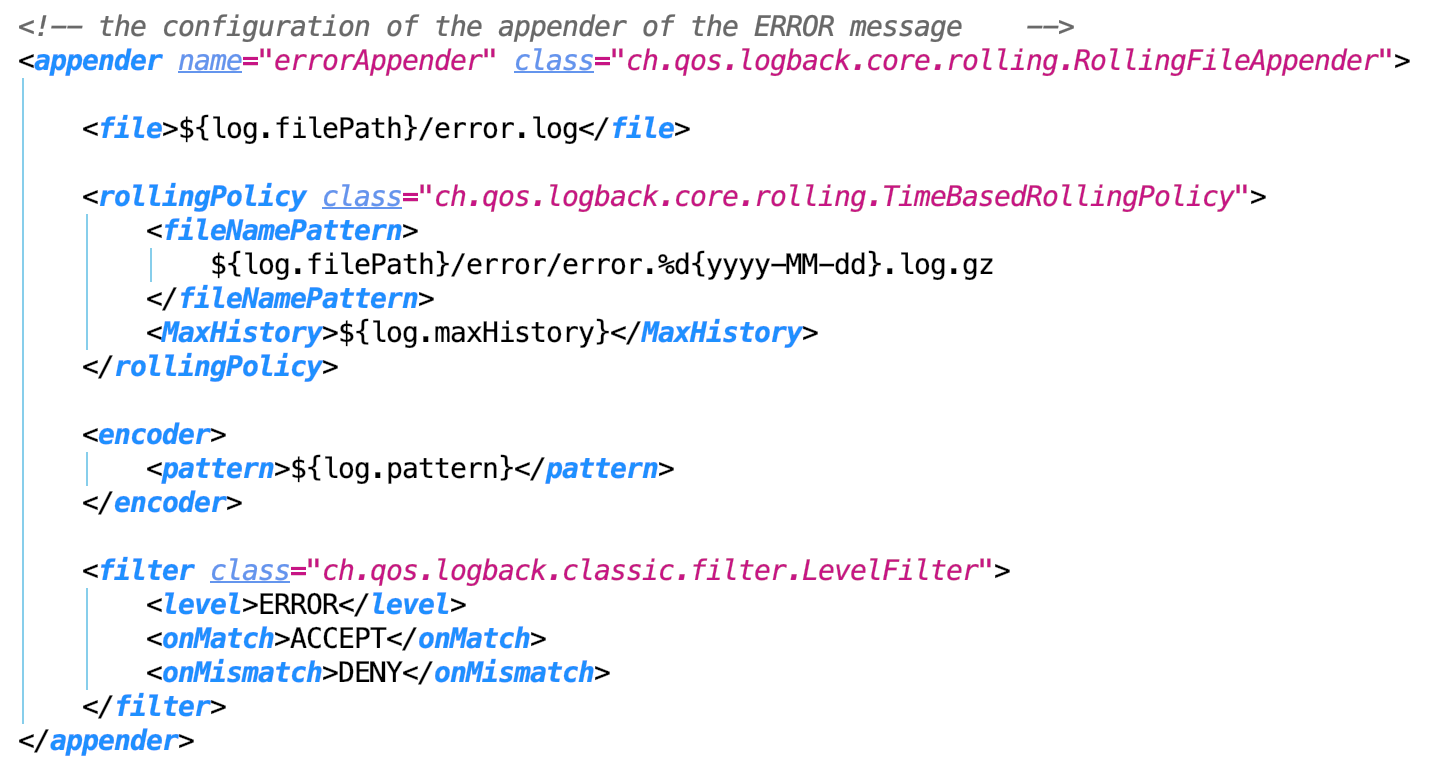 <!-- the configuration of the appender of the ERROR message    -->
<appender name="errorAppender" class="ch.qos.logback.core.rolling.RollingFileAppender">
    <file>${log.filePath}/error.log</file>
    <rollingPolicy class="ch.qos.logback.core.rolling.TimeBasedRollingPolicy">
        <fileNamePattern>
            ${log.filePath}/error/error.%d{yyyy-MM-dd}.log.gz
        </fileNamePattern>
        <MaxHistory>${log.maxHistory}</MaxHistory>
    </rollingPolicy>
    <encoder>
        <pattern>${log.pattern}</pattern>
    </encoder>
    <filter class="ch.qos.logback.classic.filter.LevelFilter">
        <level>ERROR</level>
        <onMatch>ACCEPT</onMatch>
        <onMismatch>DENY</onMismatch>
    </filter>
</appender>